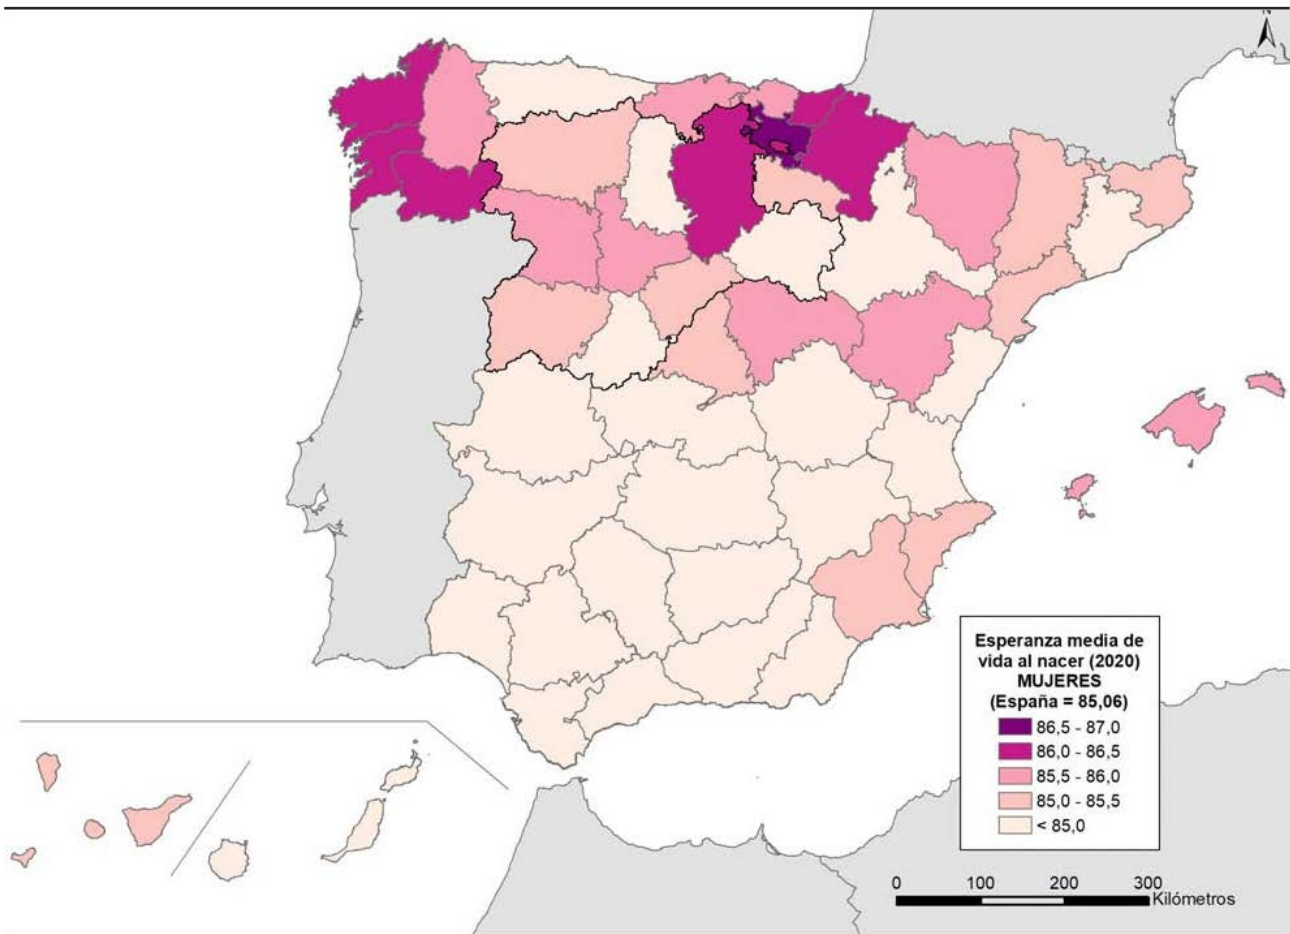 N
Esperanza media de
vida al nacer (2020)
MUJERES
(España = 85,06)
86,5 - 87,0
86,0 - 86,5
85,5 - 86,0
85,0 - 85,5
< 85,0
0 100 200 300
Kilómetros